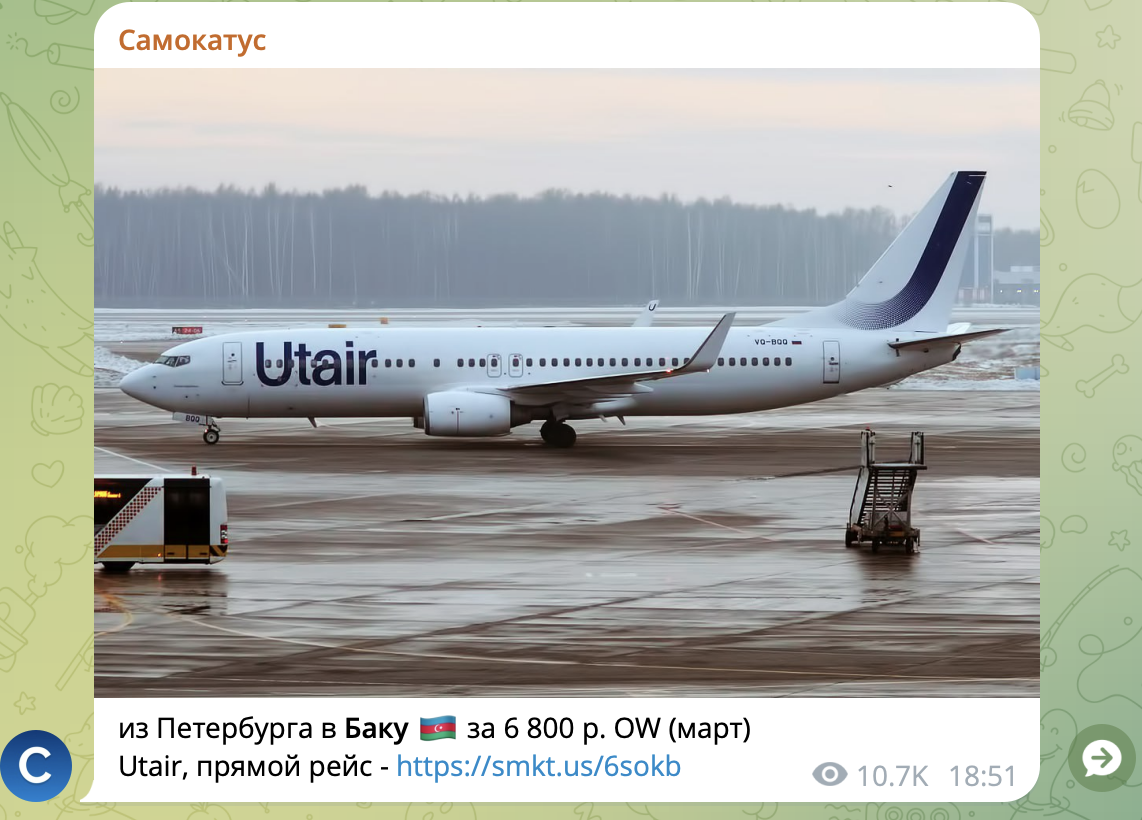 Самокатус
Utair
VQ-BQQ
BQQ
из Петербурга в Баку 🇦🇿 за 6 800 р. OW (март)
Utair, прямой рейс - https://smkt.us/6sokb
10.7K 18:51
С